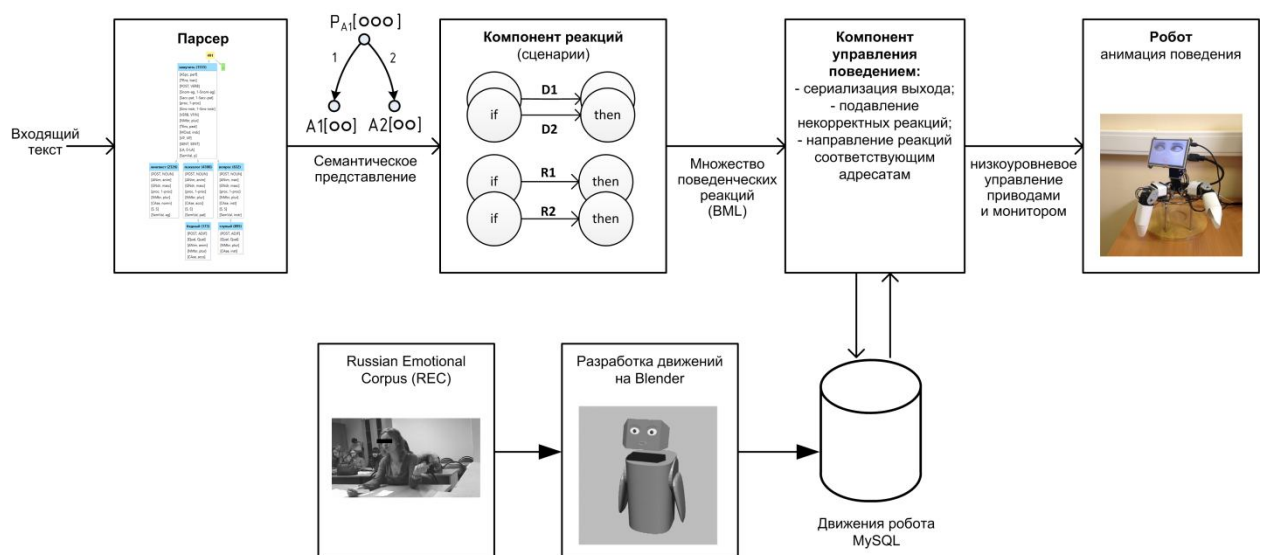 Парсер
Входящий
текст
P A1[ooo]
1
2
A1[oo]
A2[oo]
Семантическое
представление
Компонент реакций
(сценарии)
D1
if
then
D2
R1
if
then
R2
Множество
поведенческих
реакций
(BML)
Компонент
управления
поведением:
- сериализация выхода;
- подавление
некорректных реакций;
- направление реакций
соответствующим
адресатам
низкоуровневое
управление
приводами
и монитором
Робот
анимация поведения
Russian Emotional
Corpus (REC)
Разработка движений
на Blender
Движения робота
MySQL